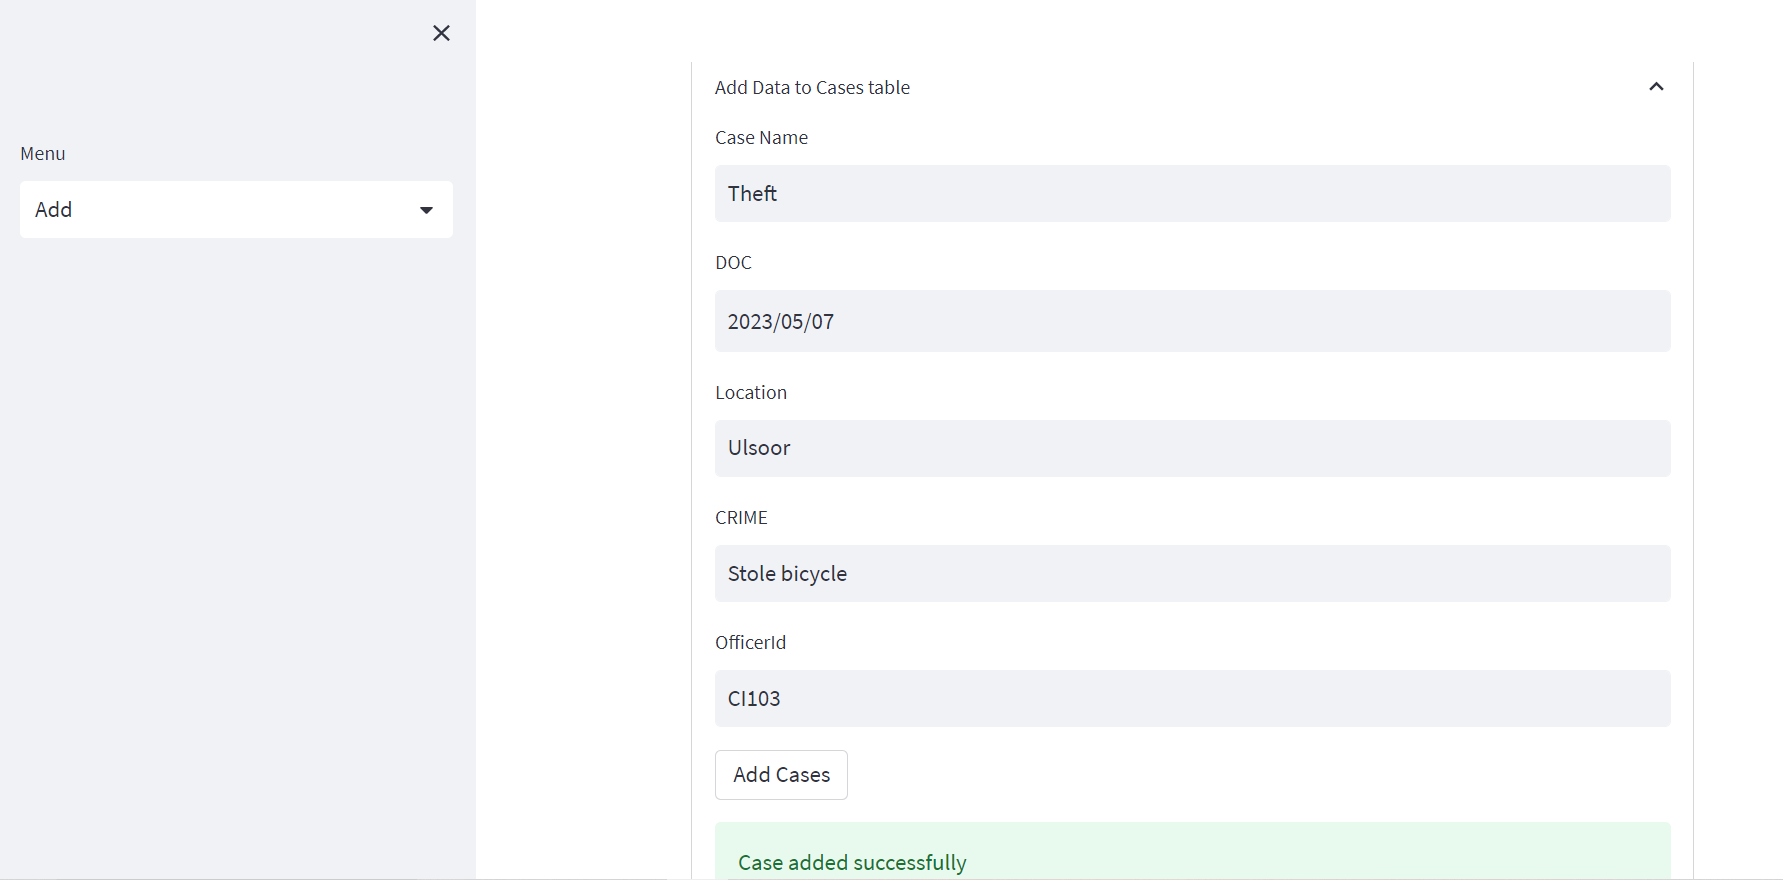 Menu
Add
Add Data to Cases table
Case Name
Theft
DOC
2023/05/07
Location
Ulsoor
CRIME
Stole bicycle
OfficerId
CI103
Add Cases
Case added successfully